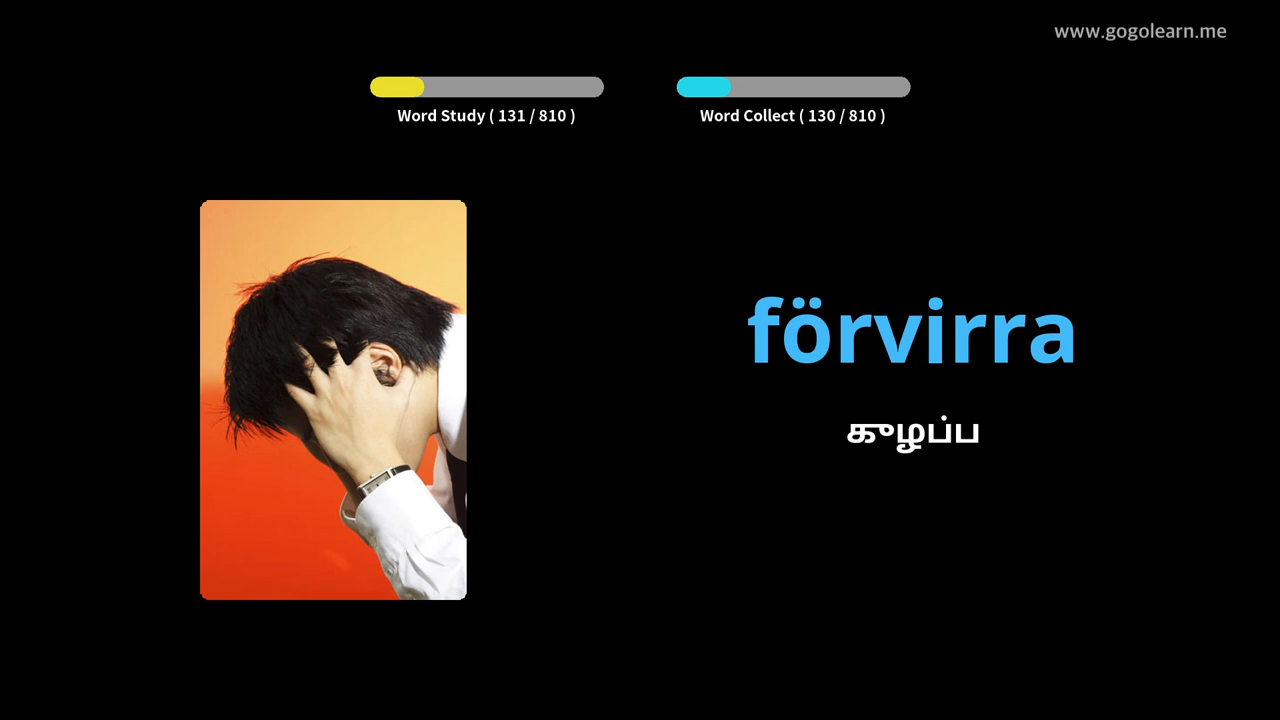 www.gogolearn.me
Word Study ( 131 / 810 )
Word Collect ( 130 / 810 )
förvirra
குழப்ப